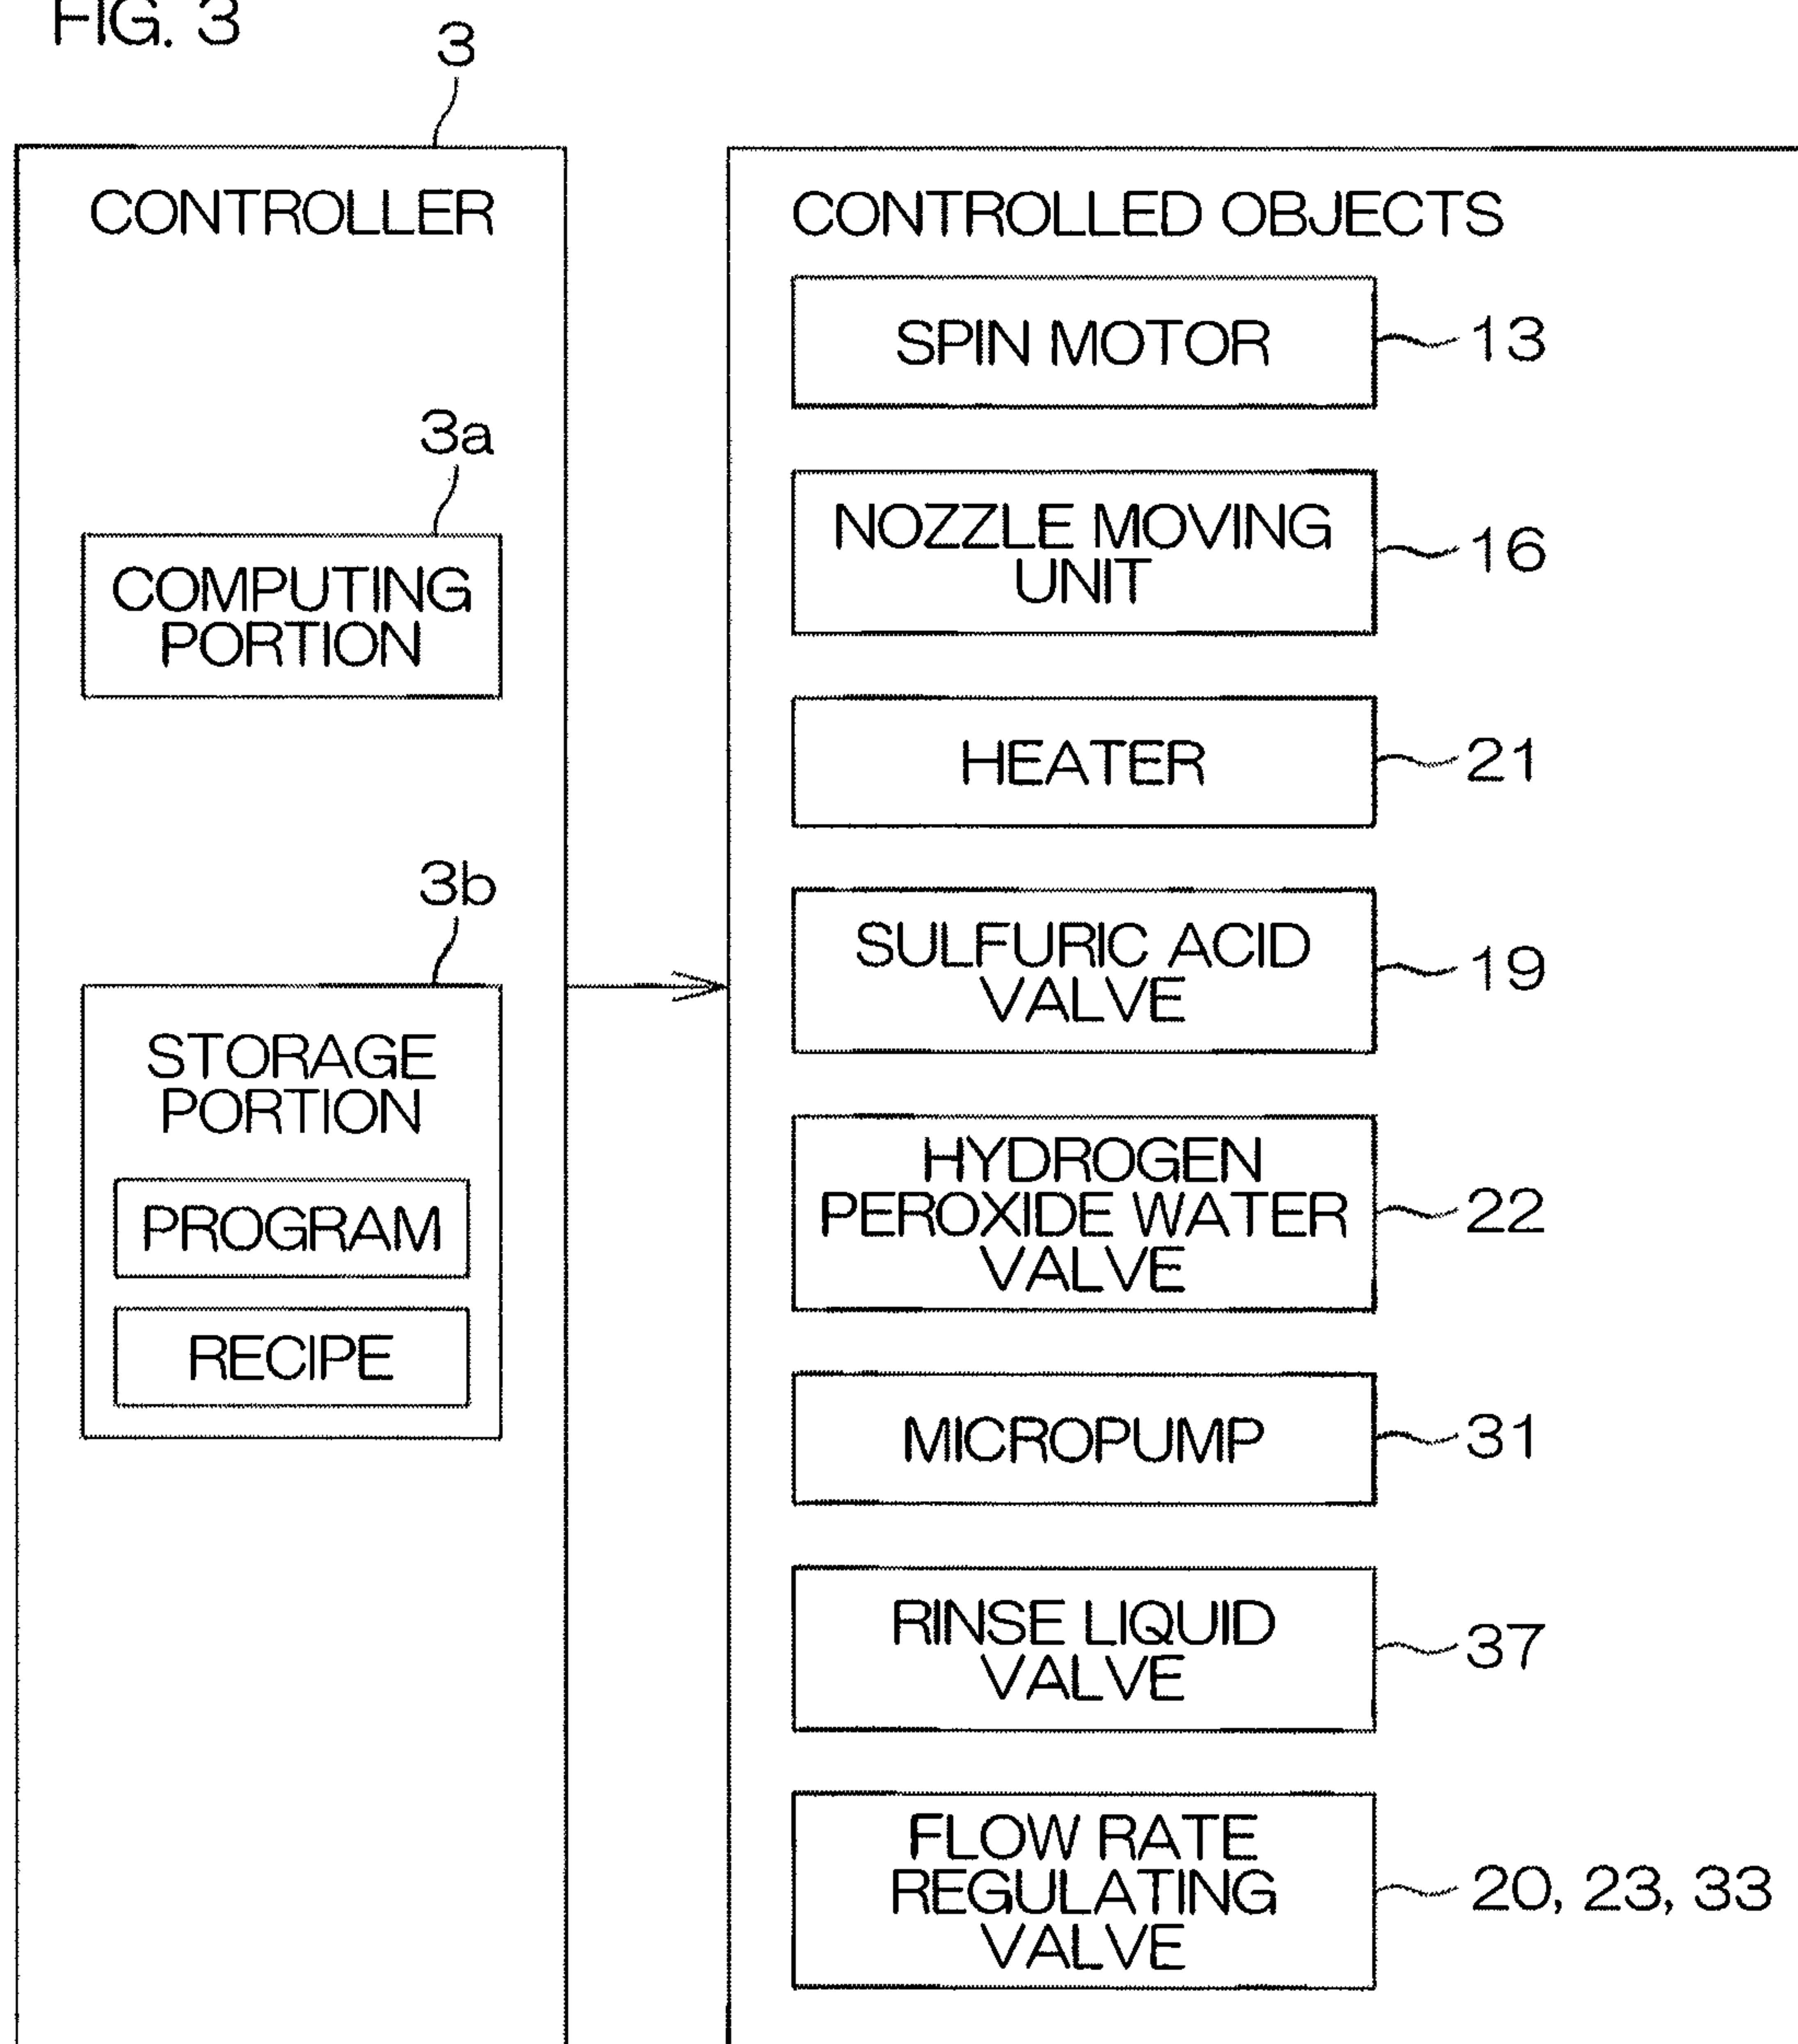 FIG. 3
3
CONTROLLER
3a
COMPUTING
PORTION
3b
STORAGE
PORTION
PROGRAM
RECIPE
CONTROLLED OBJECTS
SPIN MOTOR
13
NOZZLE MOVING
UNIT
16
HEATER
21
SULFURIC ACID
VALVE
19
HYDROGEN
PEROXIDE WATER
VALVE
22
MICROPUMP
31
RINSE LIQUID
VALVE
37
FLOW RATE
REGULATING
VALVE
20, 23, 33